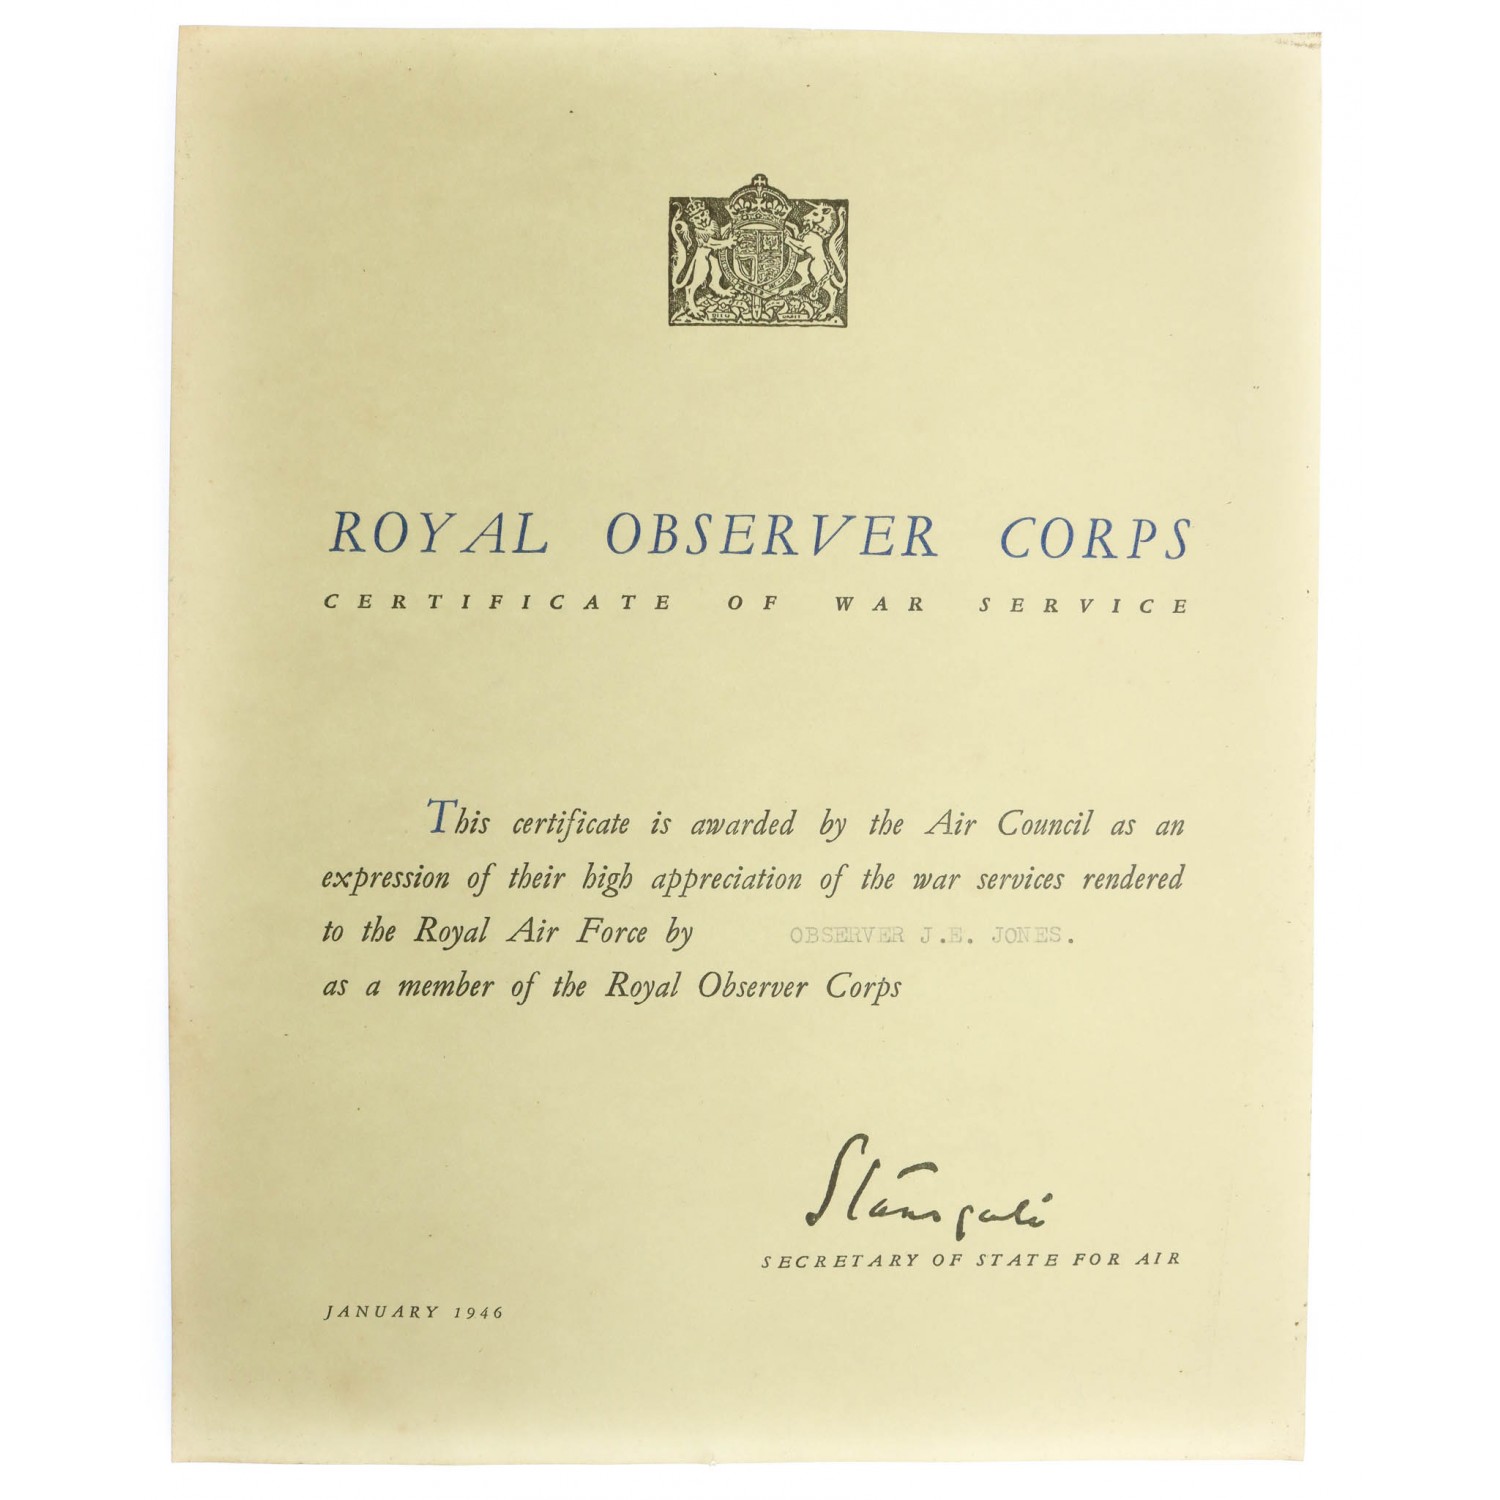 DIEU
ROYAL OBSERVER CORPS
CERTIFICATE OF WAR SERVICE
This certificate is awarded by the Air Council as an
expression of their high appreciation of the war services rendered
to the Royal Air Force by OBSERVER J.E. JONES.
as a member of the Royal Observer Corps
Stansgate
SECRETARY OF STATE FOR AIR
JANUARY 1946